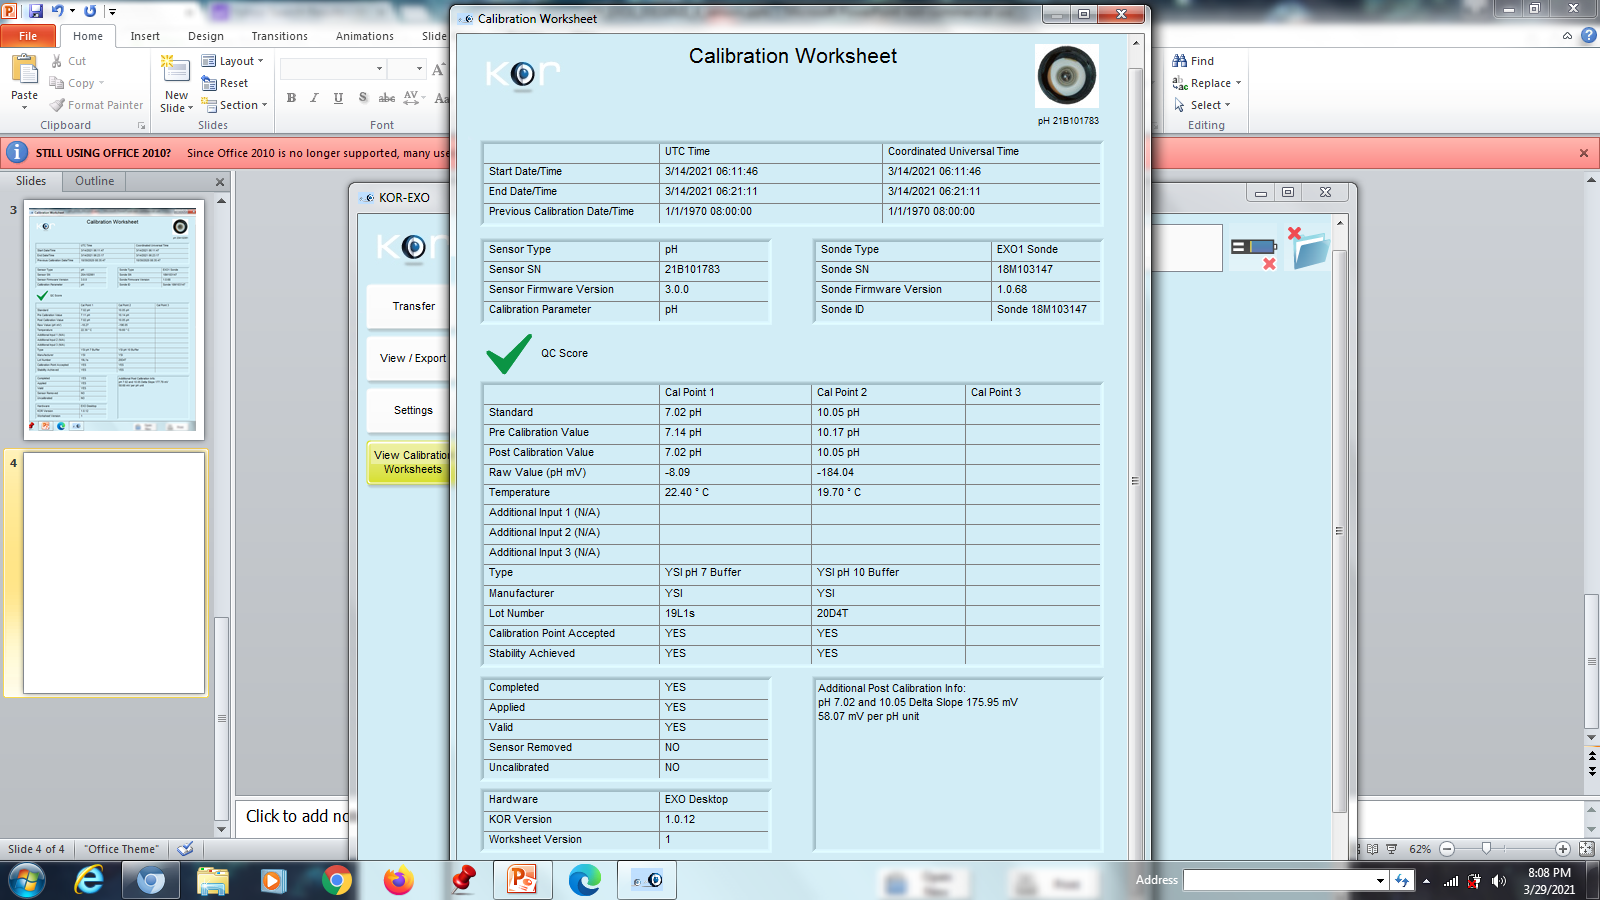 Calibration Worksheet
File Home Insert Design Transitions Animations Slide
Cut
Copy
Format Painter
Paste
Clipboard
New
Slide
Layout
Reset
Section
Slides
B I U S abc AV Aa
Font
Find
Replace
Select
Editing
STILL USING OFFICE 2010? Since Office 2010 is no longer supported, many use
Slides Outline
3
4
KOR-EXO
kor
Transfer
View / Export
Settings
View Calibration
Worksheets
kor
Calibration Worksheet
pH 21B101783
UTC Time Coordinated Universal Time
Start Date/Time 3/14/2021 06:11:46 3/14/2021 06:11:46
End Date/Time 3/14/2021 06:21:11 3/14/2021 06:21:11
Previous Calibration Date/Time 1/1/1970 08:00:00 1/1/1970 08:00:00
Sensor Type pH Sonde Type EXO1 Sonde
Sensor SN 21B101783 Sonde SN 18M103147
Sensor Firmware Version 3.0.0 Sonde Firmware Version 1.0.68
Calibration Parameter pH Sonde ID Sonde 18M103147
QC Score
Cal Point 1 Cal Point 2 Cal Point 3
Standard 7.02 pH 10.05 pH
Pre Calibration Value 7.14 pH 10.17 pH
Post Calibration Value 7.02 pH 10.05 pH
Raw Value (pH mV) -8.09 -184.04
Temperature 22.40 ° C 19.70 ° C
Additional Input 1 (N/A)
Additional Input 2 (N/A)
Additional Input 3 (N/A)
Type YSI pH 7 Buffer YSI pH 10 Buffer
Manufacturer YSI YSI
Lot Number 19L1s 20D4T
Calibration Point Accepted YES YES
Stability Achieved YES YES
Completed YES
Applied YES
Valid YES
Sensor Removed NO
Uncalibrated NO
Additional Post Calibration Info:
pH 7.02 and 10.05 Delta Slope 175.95 mV
58.07 mV per pH unit
Hardware EXO Desktop
KOR Version 1.0.12
Worksheet Version 1
Click to add no
Slide 4 of 4 "Office Theme" 62%
Address
8:08 PM
3/29/2021